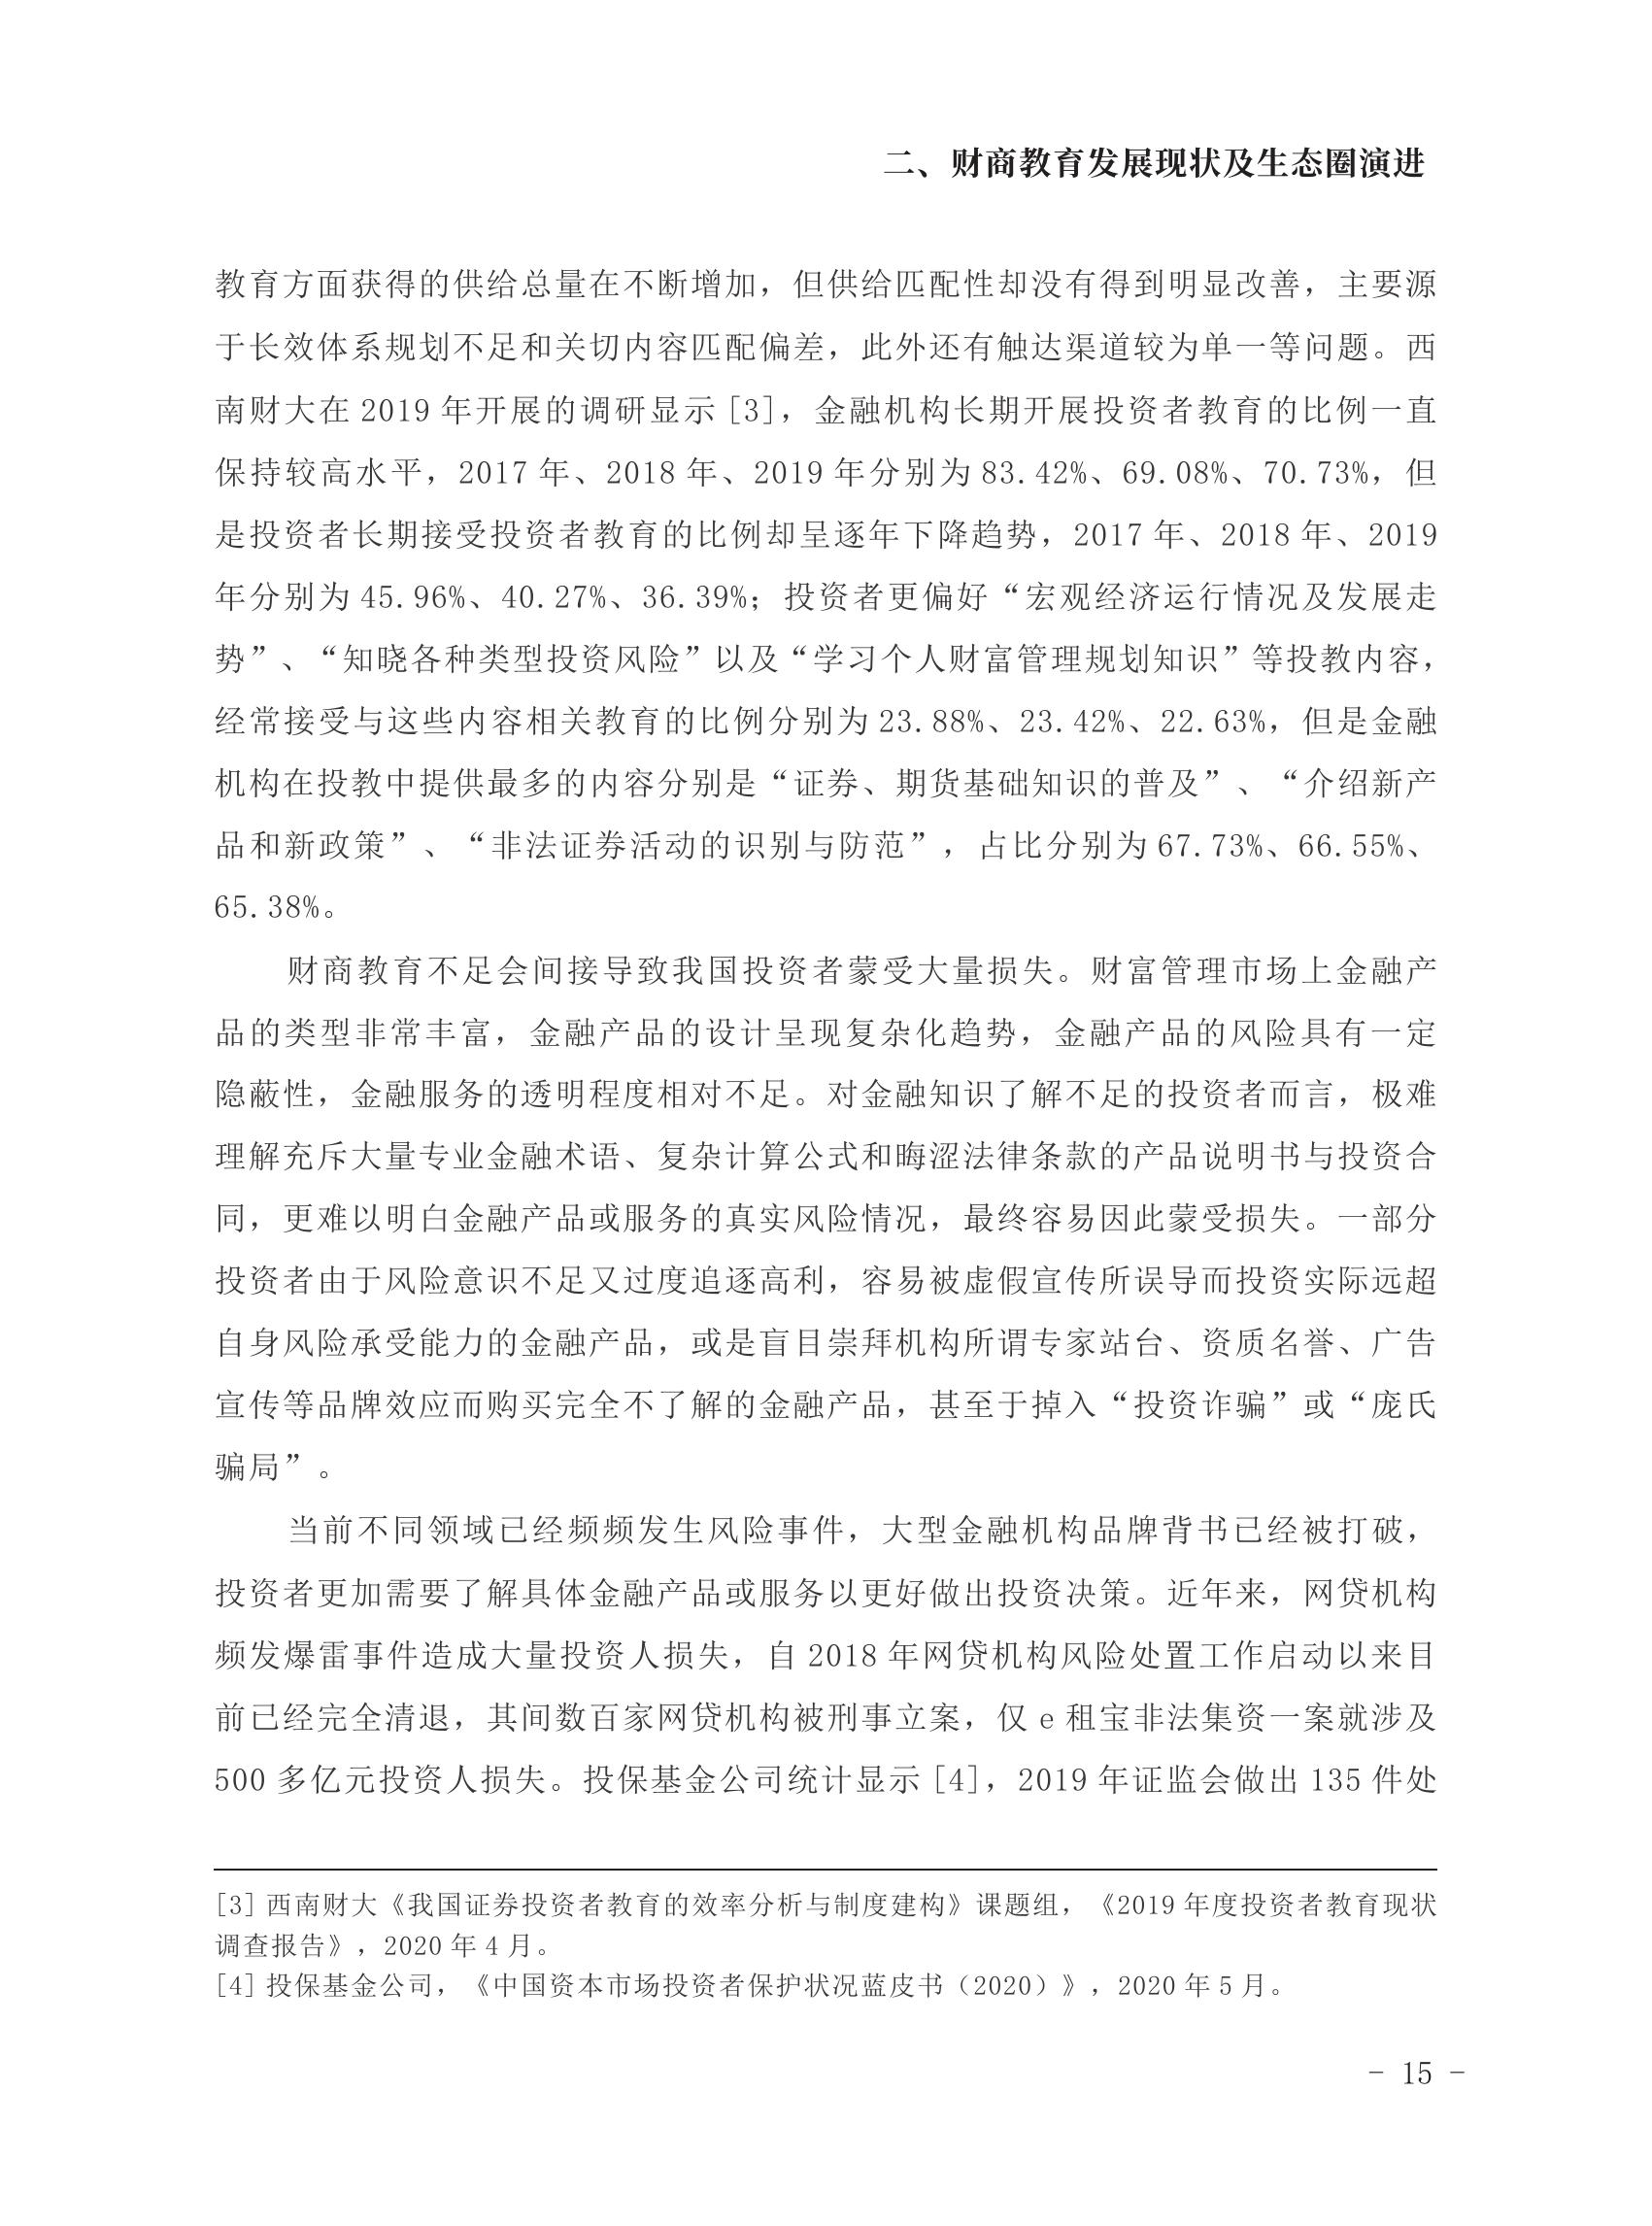 二、财商教育发展现状及生态圈演进
教育方面获得的供给总量在不断增加，但供给匹配性却没有得到明显改善，主要源
于长效体系规划不足和关切内容匹配偏差，此外还有触达渠道较为单一等问题。西
南财大在 2019 年开展的调研显示 [3]，金融机构长期开展投资者教育的比例一直
保持较高水平，2017 年、2018 年、2019 年分别为 83.42%、69.08%、70.73%，但
是投资者长期接受投资者教育的比例却呈逐年下降趋势，2017 年、2018 年、2019
年分别为 45.96%、40.27%、36.39%；投资者更偏好“宏观经济运行情况及发展走
势”、“知晓各种类型投资风险”以及“学习个人财富管理规划知识”等投教内容，
经常接受与这些内容相关教育的比例分别为 23.88%、23.42%、22.63%，但是金融
机构在投教中提供最多的内容分别是“证券、期货基础知识的普及”、“介绍新产
品和新政策”、“非法证券活动的识别与防范”，占比分别为 67.73%、66.55%、
65.38%。
财商教育不足会间接导致我国投资者蒙受大量损失。财富管理市场上金融产
品的类型非常丰富，金融产品的设计呈现复杂化趋势，金融产品的风险具有一定
隐蔽性，金融服务的透明程度相对不足。对金融知识了解不足的投资者而言，极难
理解充斥大量专业金融术语、复杂计算公式和晦涩法律条款的产品说明书与投资合
同，更难以明白金融产品或服务的真实风险情况，最终容易因此蒙受损失。一部分
投资者由于风险意识不足又过度追逐高利，容易被虚假宣传所误导而投资实际远超
自身风险承受能力的金融产品，或是盲目崇拜机构所谓专家站台、资质名誉、广告
宣传等品牌效应而购买完全不了解的金融产品，甚至于掉入“投资诈骗”或“庞氏
骗局”。
当前不同领域已经频频发生风险事件，大型金融机构品牌背书已经被打破，
投资者更加需要了解具体金融产品或服务以更好做出投资决策。近年来，网贷机构
频发爆雷事件造成大量投资人损失，自 2018 年网贷机构风险处置工作启动以来目
前已经完全清退，其间数百家网贷机构被刑事立案，仅 e 租宝非法集资一案就涉及
500 多亿元投资人损失。投保基金公司统计显示 [4]，2019 年证监会做出 135 件处
[3] 西南财大《我国证券投资者教育的效率分析与制度建构》课题组，《2019 年度投资者教育现状
调查报告》，2020 年 4 月。
[4] 投保基金公司，《中国资本市场投资者保护状况蓝皮书（2020）》，2020 年 5 月。
- 15 -